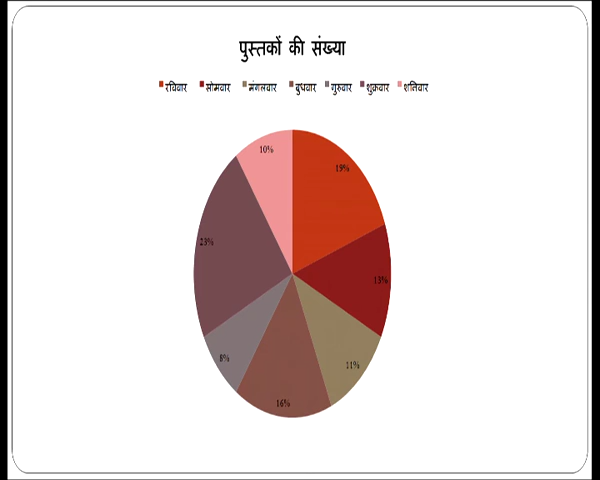 पुस्तकों की संख्या
रविवार सोमवार मंगलवार बुधवार गुरुवार शुक्रवार शनिवार
10% 19%
23%
13%
8% 11%
16%